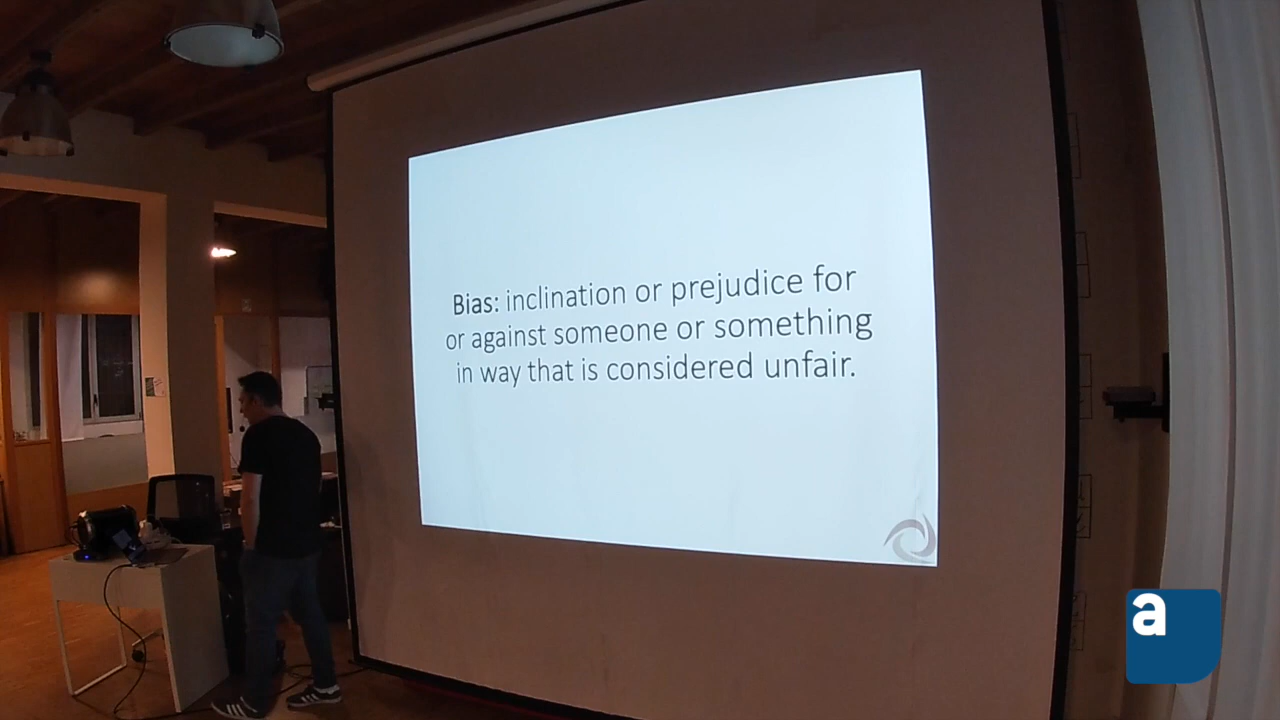 Bias: inclination or prejudice for
or against someone or something
in way that is considered unfair.
a